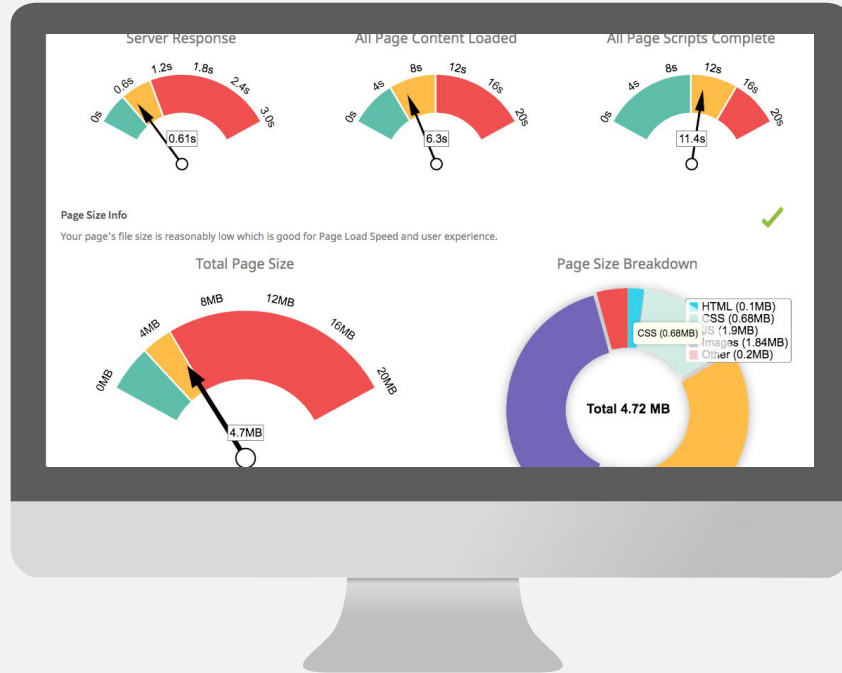 Server Response
All Page Content Loaded
All Page Scripts Complete
0s 0.6s 1.2s 1.8s 2.4s 3.0s
0.61s
0s 4s 8s 12s 16s 20s
6.3s
0s 4s 8s 12s 16s 20s
11.4s
Page Size Info
Your page's file size is reasonably low which is good for Page Load Speed and user experience.
Total Page Size
0MB 4MB 8MB 12MB 16MB 20MB
4.7MB
Page Size Breakdown
HTML (0.1MB)
CSS (0.68MB)
JS (1.9MB)
Images (1.84MB)
Other (0.2MB)
CSS (0.68MB)
Total 4.72 MB